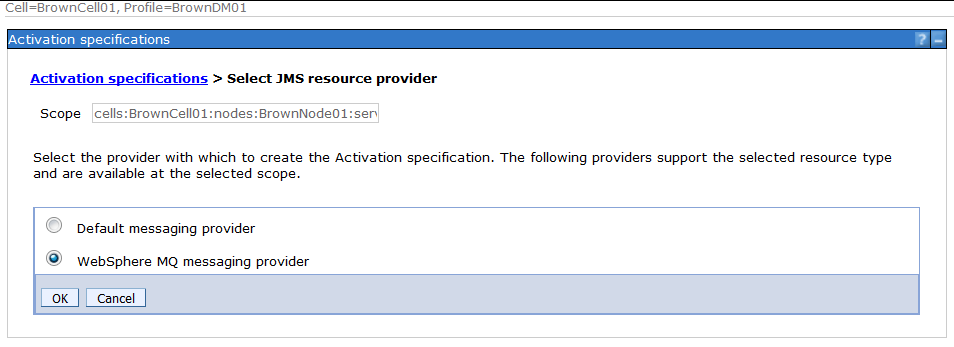 Cell=BrownCell01, Profile=BrownDM01
Activation specifications ? –
Activation specifications > Select JMS resource provider
Scope cells:BrownCell01:nodes:BrownNode01:serv
Select the provider with which to create the Activation specification. The following providers support the selected resource type
and are available at the selected scope.
Default messaging provider
WebSphere MQ messaging provider
OK Cancel